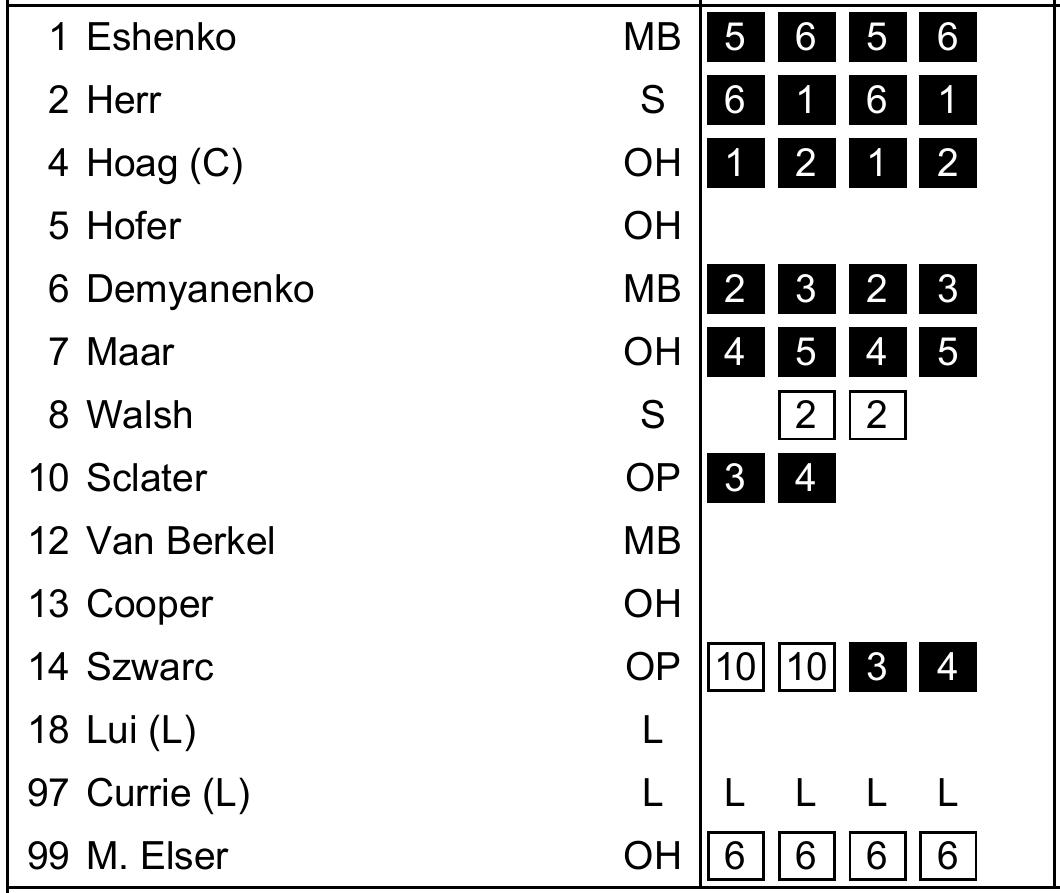 1 Eshenko MB 5 6 5 6
2 Herr S 6 1 6 1
4 Hoag (C) OH 1 2 1 2
5 Hofer OH
6 Demyanenko MB 2 3 2 3
7 Maar OH 4 5 4 5
8 Walsh S 2 2
10 Sclater OP 3 4
12 Van Berkel MB
13 Cooper OH
14 Szwarc OP 10 10 3 4
18 Lui (L) L
97 Currie (L) L L L L L
99 M. Elser OH 6 6 6 6